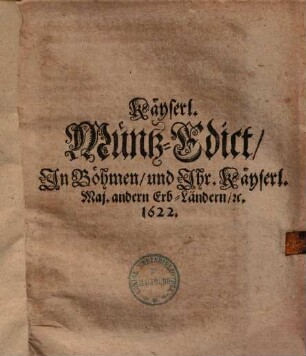 Käyserl.
Müntz-Edict/
In Böhmen/und Ihr. Käyserl.
Maj. andern Erb-Ländern/ꝛc.
1622.